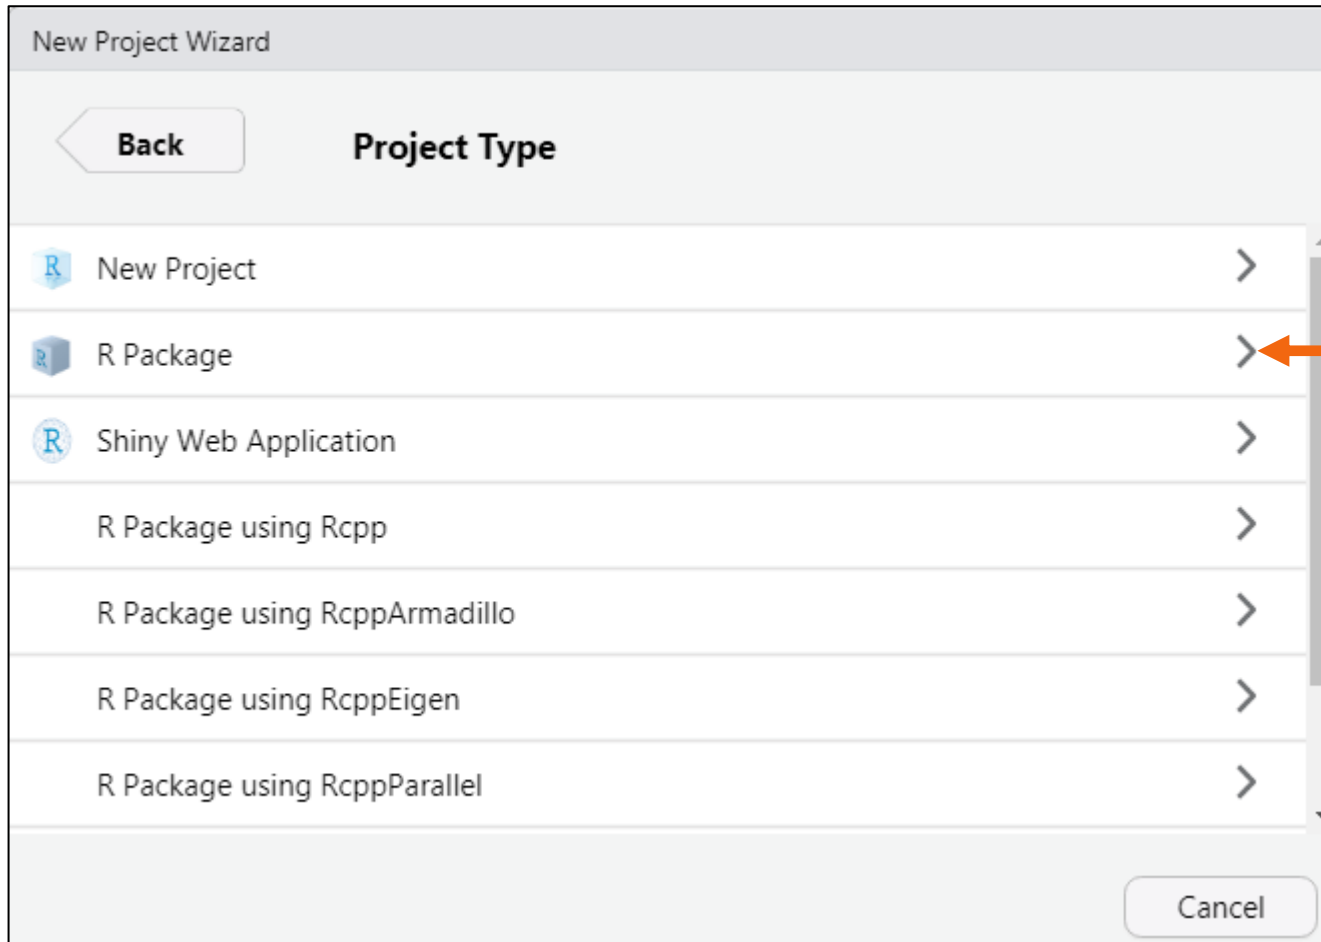 New Project Wizard
Back
Project Type
R New Project
R R Package
R Shiny Web Application
R Package using Rcpp
R Package using RcppArmadillo
R Package using RcppEigen
R Package using RcppParallel
Cancel